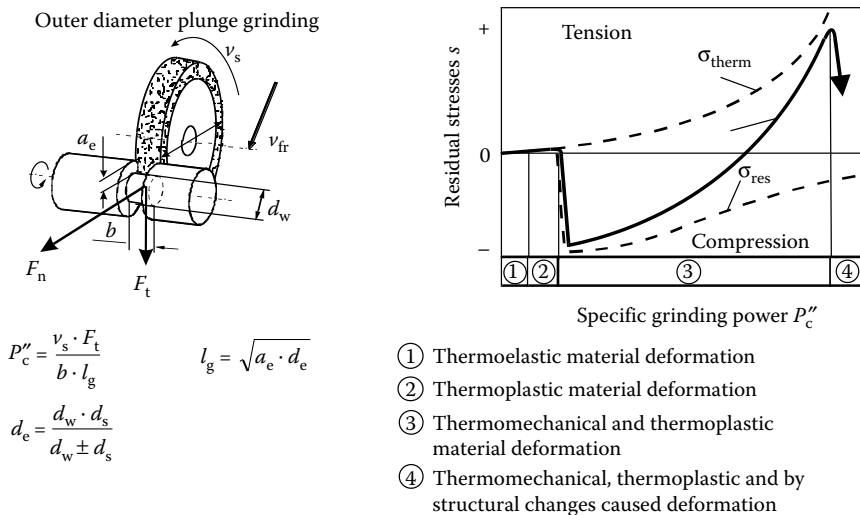 Outer diameter plunge grinding
v_s
a_e
v_fr
d_w
b
F_n
F_t
P″_c = v_s · F_t / b · l_g
l_g = √a_e · d_e
d_e = d_w · d_s / d_w ± d_s
Residual stresses s
+
0
−
Tension
σ_therm
σ_res
Compression
① ② ③ ④
Specific grinding power P″_c
① Thermoelastic material deformation
② Thermoplastic material deformation
③ Thermomechanical and thermoplastic
material deformation
④ Thermomechanical, thermoplastic and by
structural changes caused deformation